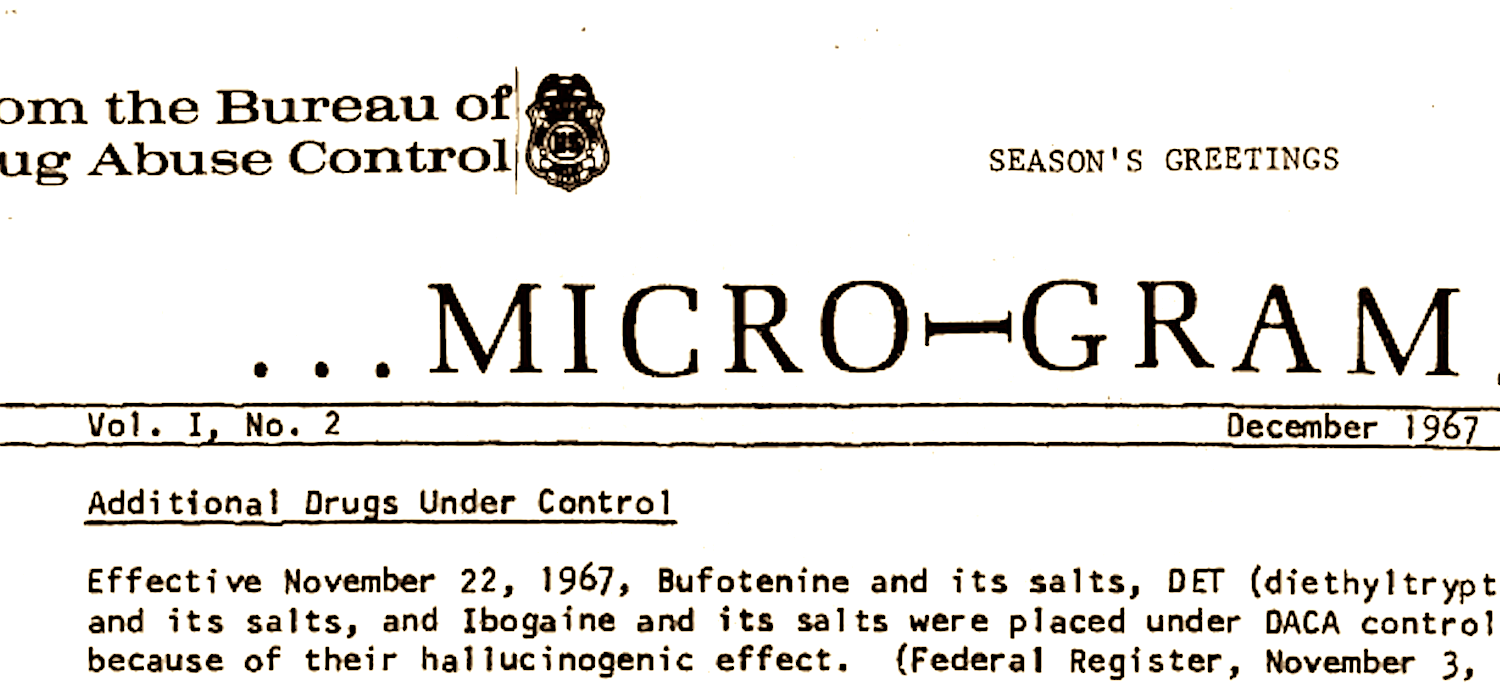 om the Bureau of
ug Abuse Control
SEASON'S GREETINGS
...MICRO-GRAM
Vol. I, No. 2
December 1967
Additional Drugs Under Control
Effective November 22, 1967, Bufotenine and its salts, DET (diethyltrypt
and its salts, and Ibogaine and its salts were placed under DACA control
because of their hallucinogenic effect. (Federal Register, November 3,